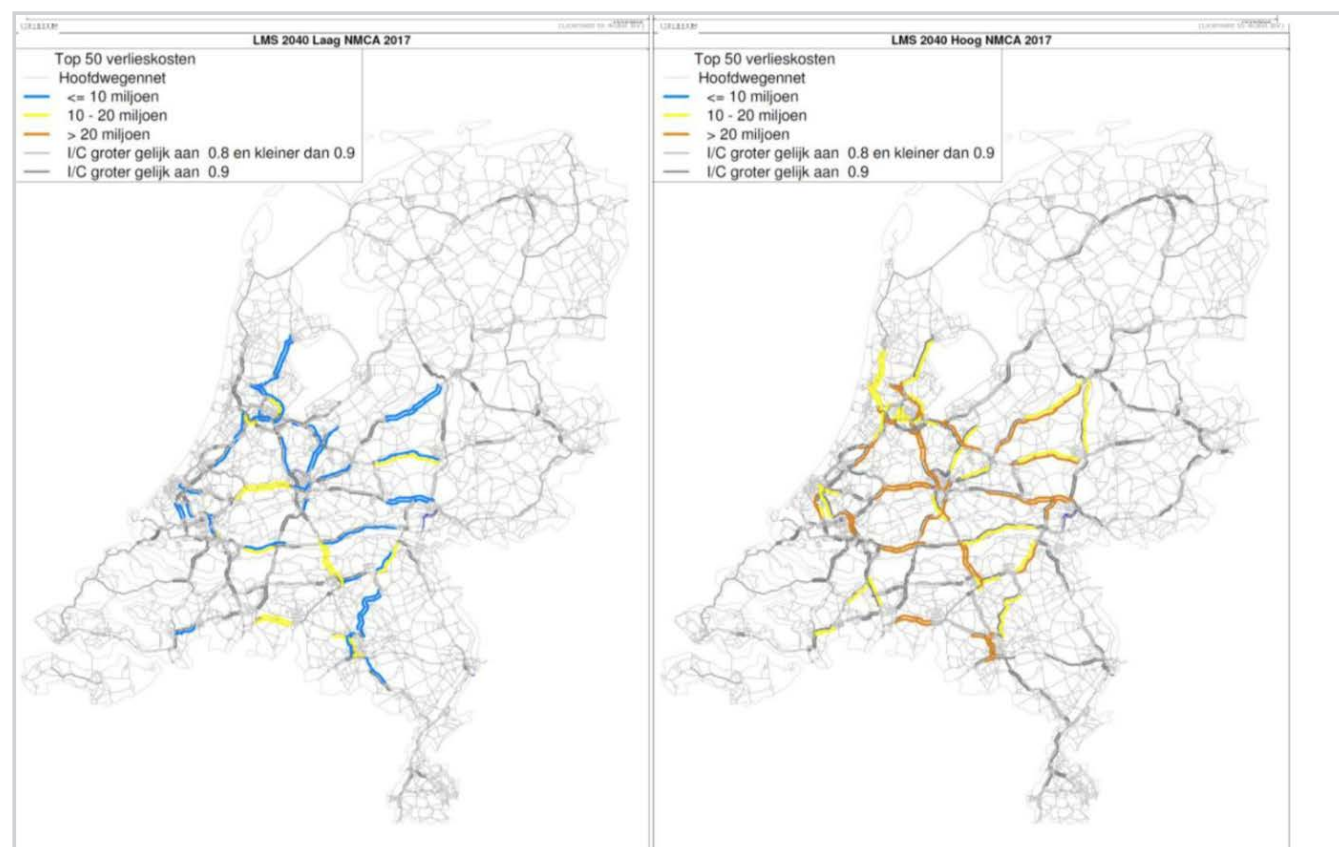 LMS 2040 Laag NMCA 2017
Top 50 verlieskosten
Hoofdwegennet
<= 10 miljoen
10 - 20 miljoen
> 20 miljoen
I/C groter gelijk aan 0.8 en kleiner dan 0.9
I/C groter gelijk aan 0.9
LMS 2040 Hoog NMCA 2017
Top 50 verlieskosten
Hoofdwegennet
<= 10 miljoen
10 - 20 miljoen
> 20 miljoen
I/C groter gelijk aan 0.8 en kleiner dan 0.9
I/C groter gelijk aan 0.9